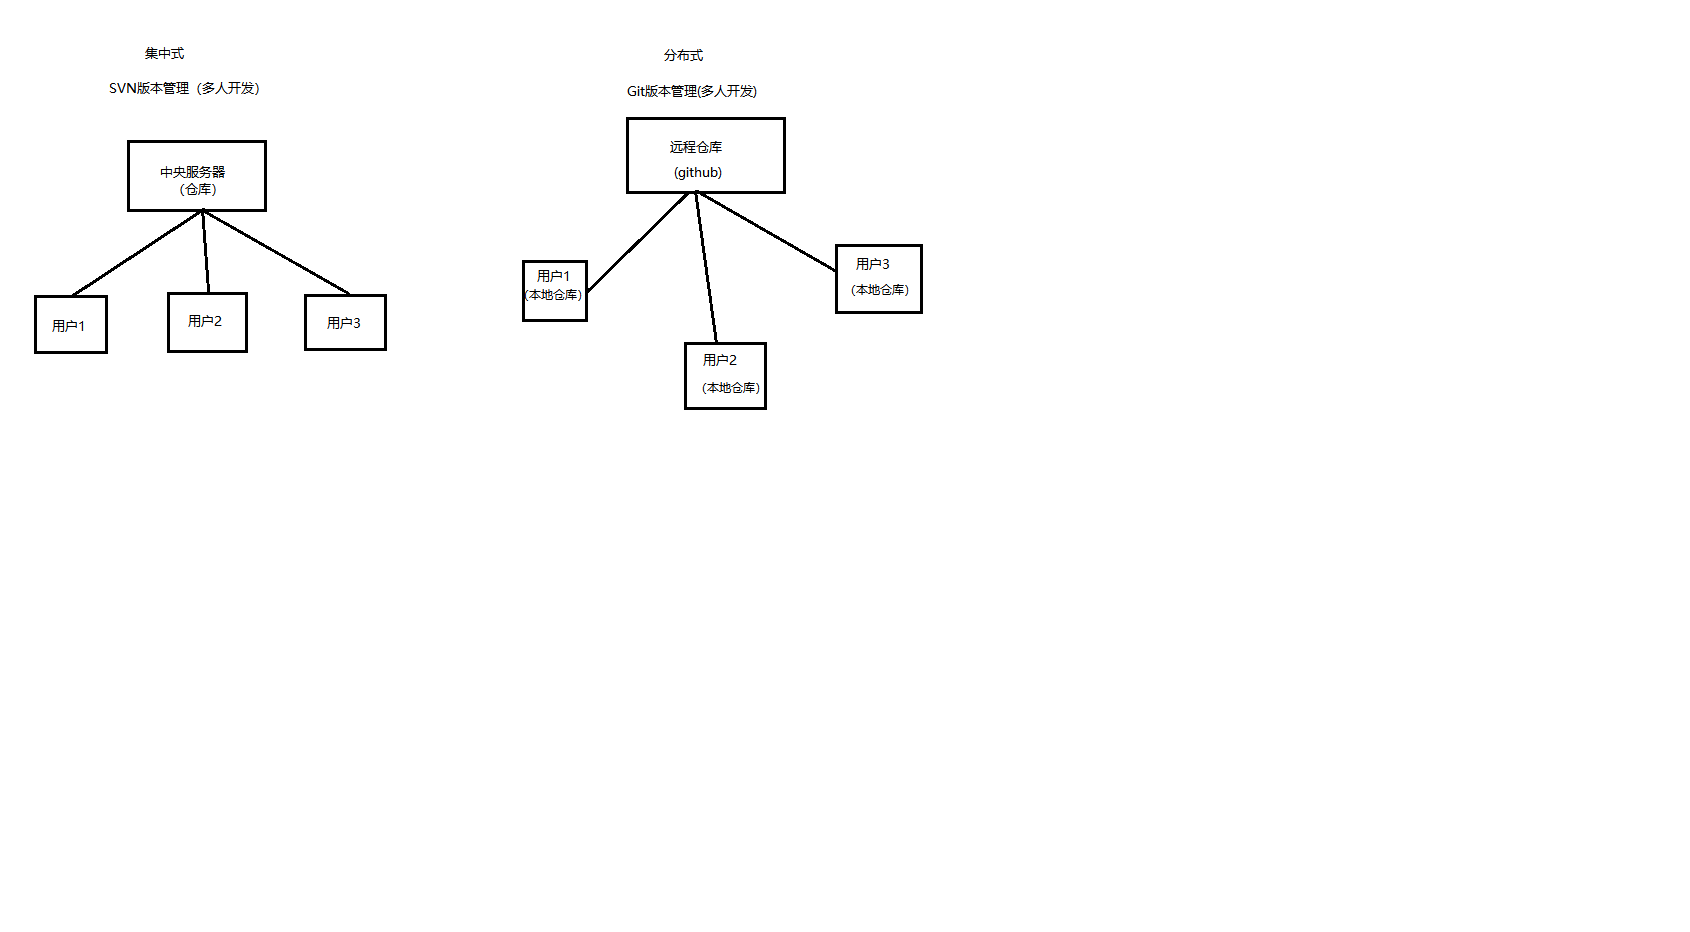 集中式
SVN版本管理（多人开发）
中央服务器
（仓库）
用户1
用户2
用户3
分布式
Git版本管理(多人开发)
远程仓库
(github)
用户1
（本地仓库）
用户3
（本地仓库）
用户2
（本地仓库）